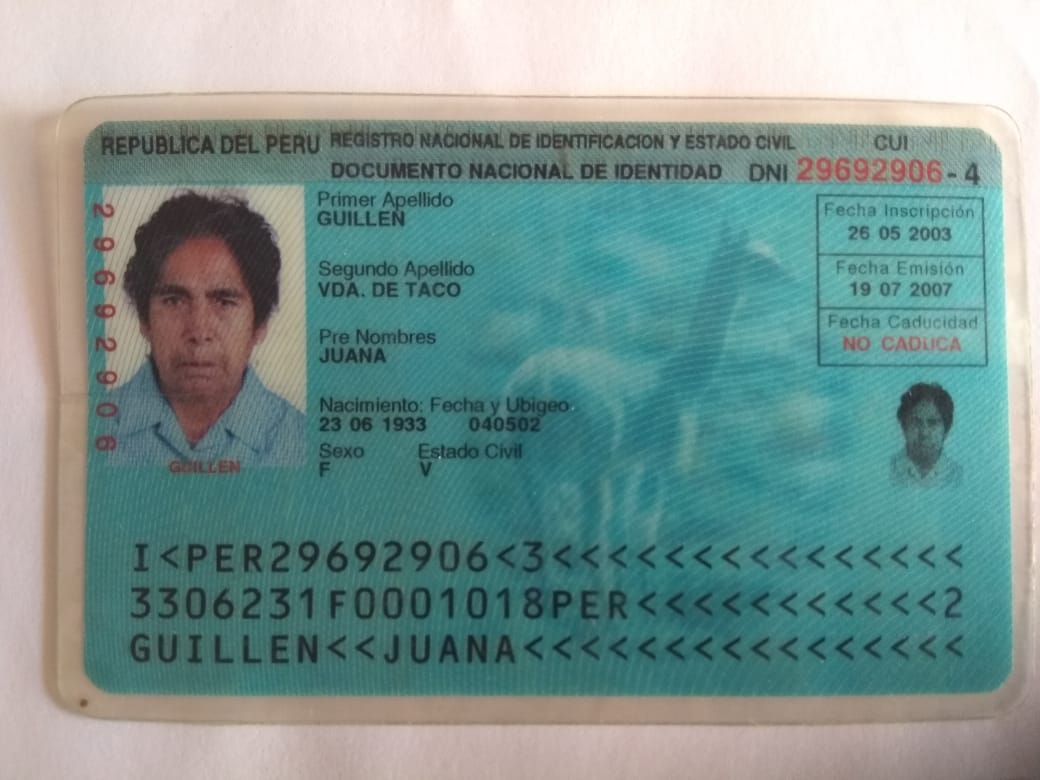 REPUBLICA DEL PERU REGISTRO NACIONAL DE IDENTIFICACION Y ESTADO CIVIL CUI
DOCUMENTO NACIONAL DE IDENTIDAD DNI 29692906 - 4
29692906
Primer Apellido
GUILLEN
Segundo Apellido
VDA. DE TACO
Pre Nombres
JUANA
Nacimiento: Fecha y Ubigeo
23 06 1933 040502
Sexo Estado Civil
F V
GUILLEN
Fecha Inscripción
26 05 2003
Fecha Emisión
19 07 2007
Fecha Caducidad
NO CADUCA
I<PER29692906<3<<<<<<<<<<<<<<<
3306231F0001018PER<<<<<<<<<<<2
GUILLEN<<JUANA<<<<<<<<<<<<<<<<